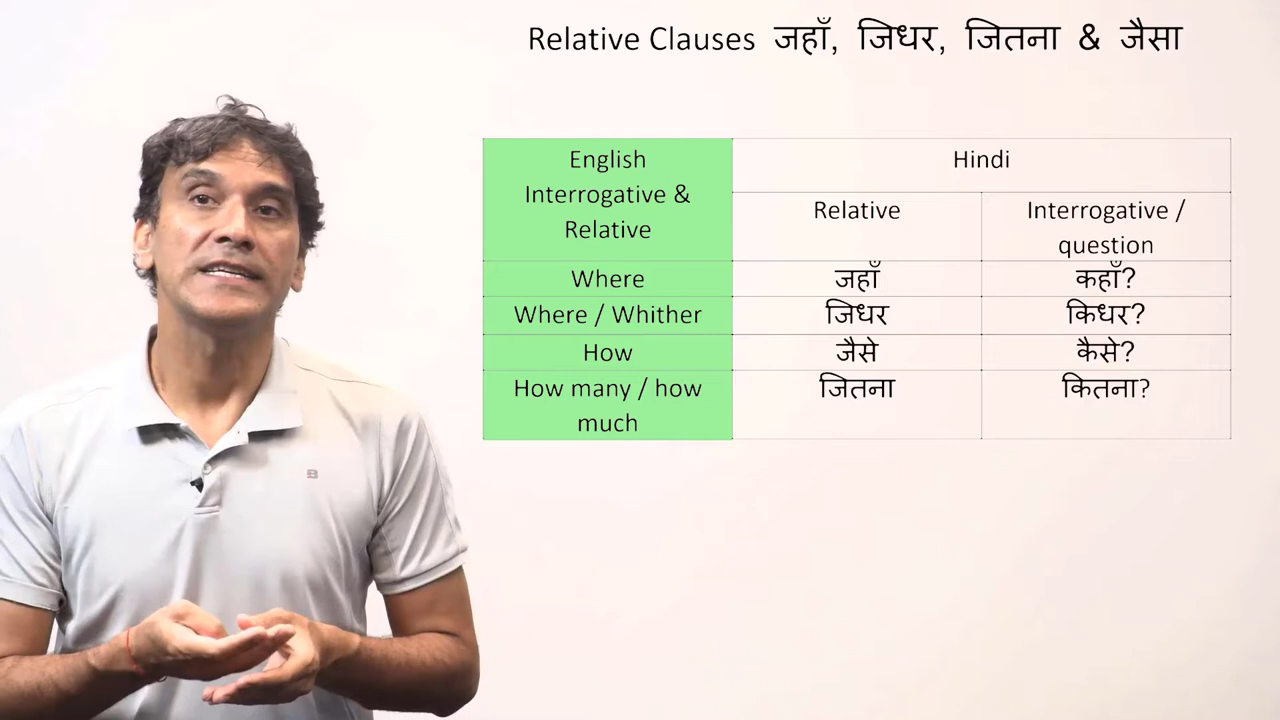 Relative Clauses जहाँ, जिधर, जितना & जैसा
English
Interrogative &
Relative
Hindi
Relative
Interrogative /
question
Where
जहाँ
कहाँ?
Where / Whither
जिधर
किधर?
How
जैसे
कैसे?
How many / how
much
जितना
कितना?
B